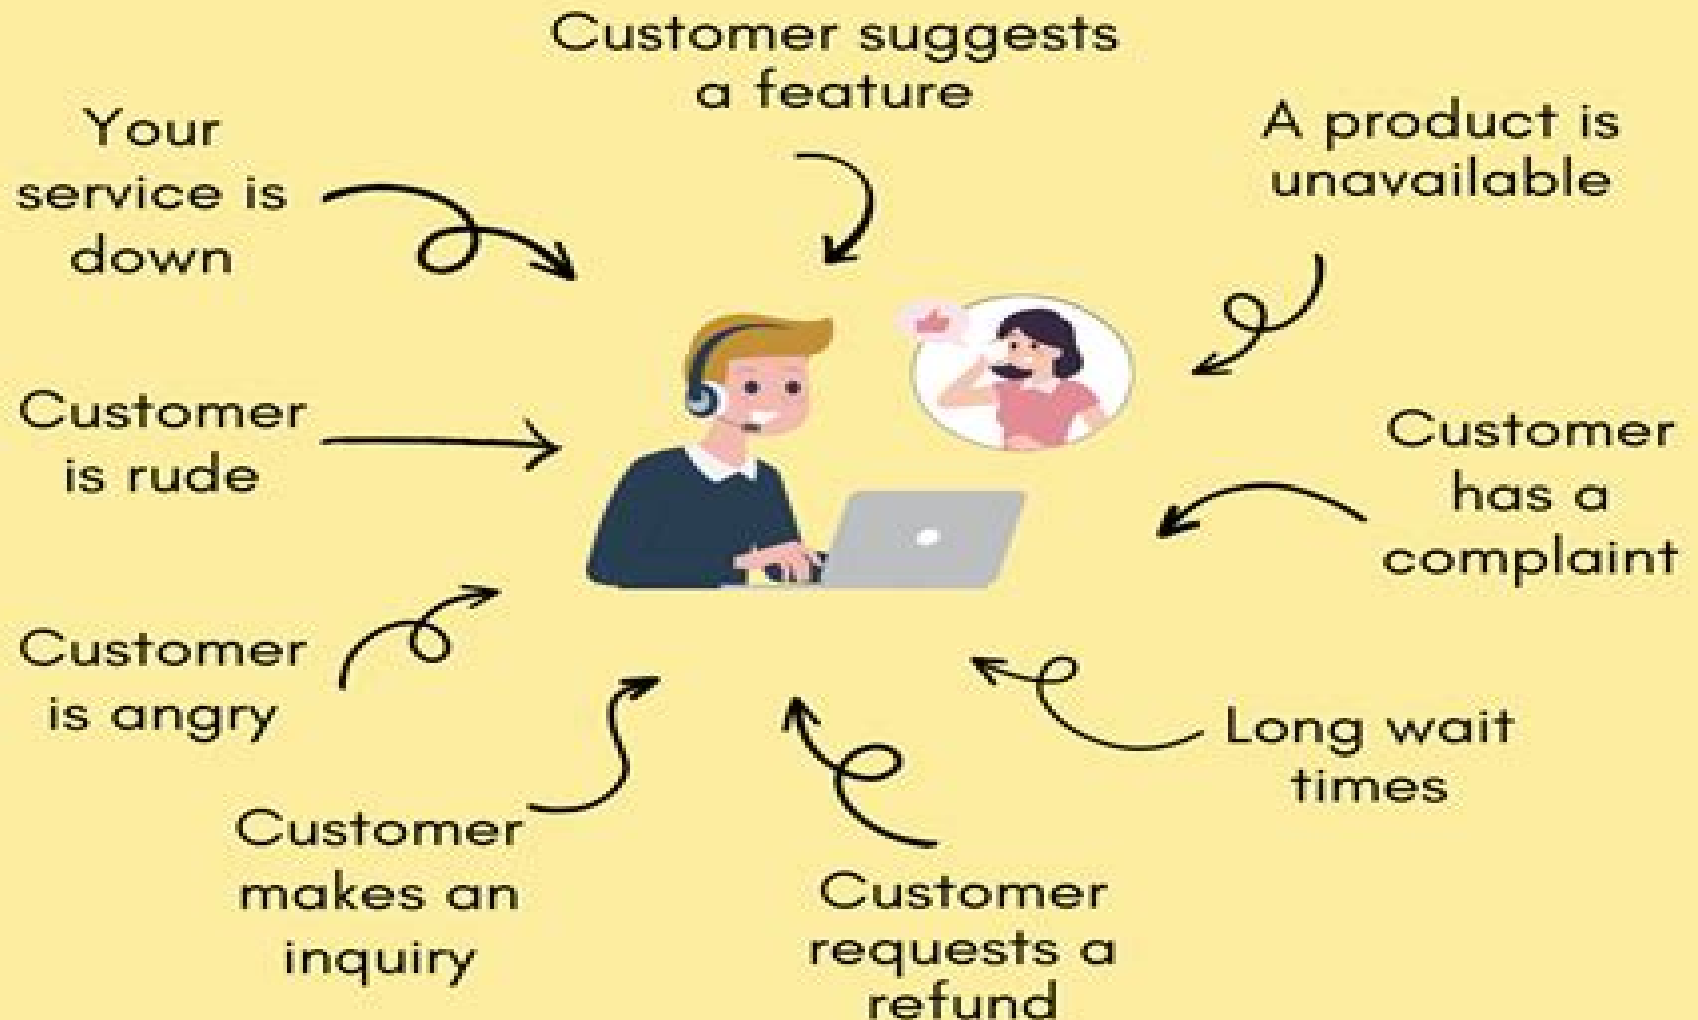 Customer suggests
a feature
Your
service is
down
A product is
unavailable
Customer
is rude
Customer
has a
complaint
Customer
is angry
Long wait
times
Customer
makes an
inquiry
Customer
requests a
refund